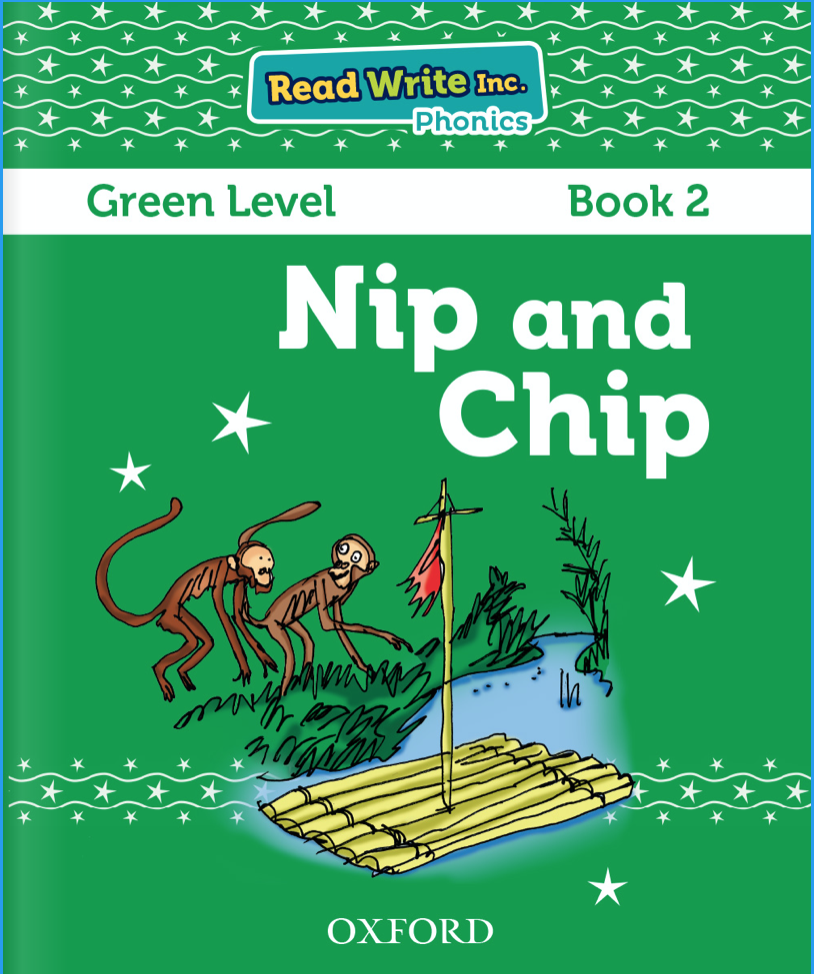 Read Write Inc.
Phonics
Green Level Book 2
Nip and
Chip
OXFORD